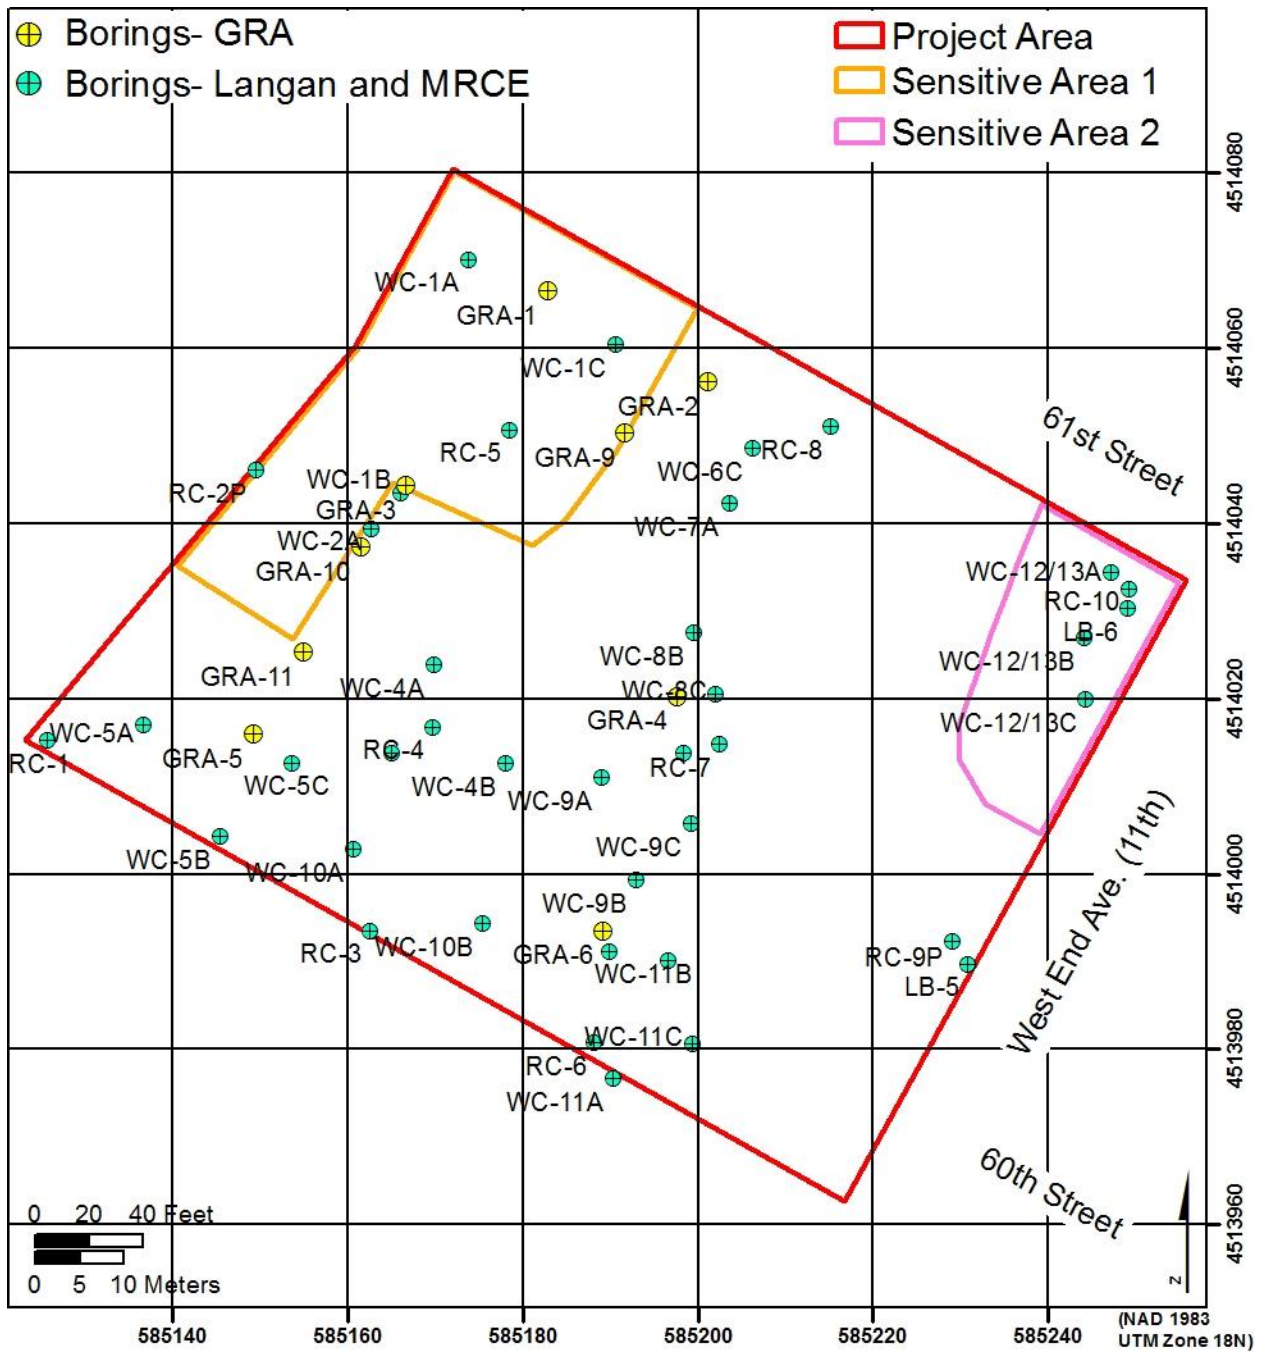 Borings- GRA
Borings- Langan and MRCE
Project Area
Sensitive Area 1
Sensitive Area 2
4514080
WC-1A
GRA-1
4514060
WC-1C
GRA-2
61st Street
RC-5
GRA-9
WC-6C
RC-8
WC-1B
RC-2P
GRA-3
4514040
WC-7A
WC-2A
GRA-10
WC-12/13A
RC-10
LB-6
WC-8B
WC-12/13B
GRA-11
WC-4A
WC-8C
4514020
GRA-4
WC-12/13C
WC-5A
RC-1
GRA-5
RC-4
RC-7
WC-5C
WC-4B
WC-9A
WC-9C
WC-5B
WC-10A
4514000
West End Ave. (11th)
WC-9B
RC-3
WC-10B
GRA-6
WC-11B
RC-9P
LB-5
WC-11C
4513980
RC-6
WC-11A
60th Street
4513960
0 20 40 Feet
0 5 10 Meters
N
585140
585160
585180
585200
585220
585240
(NAD 1983
UTM Zone 18N)